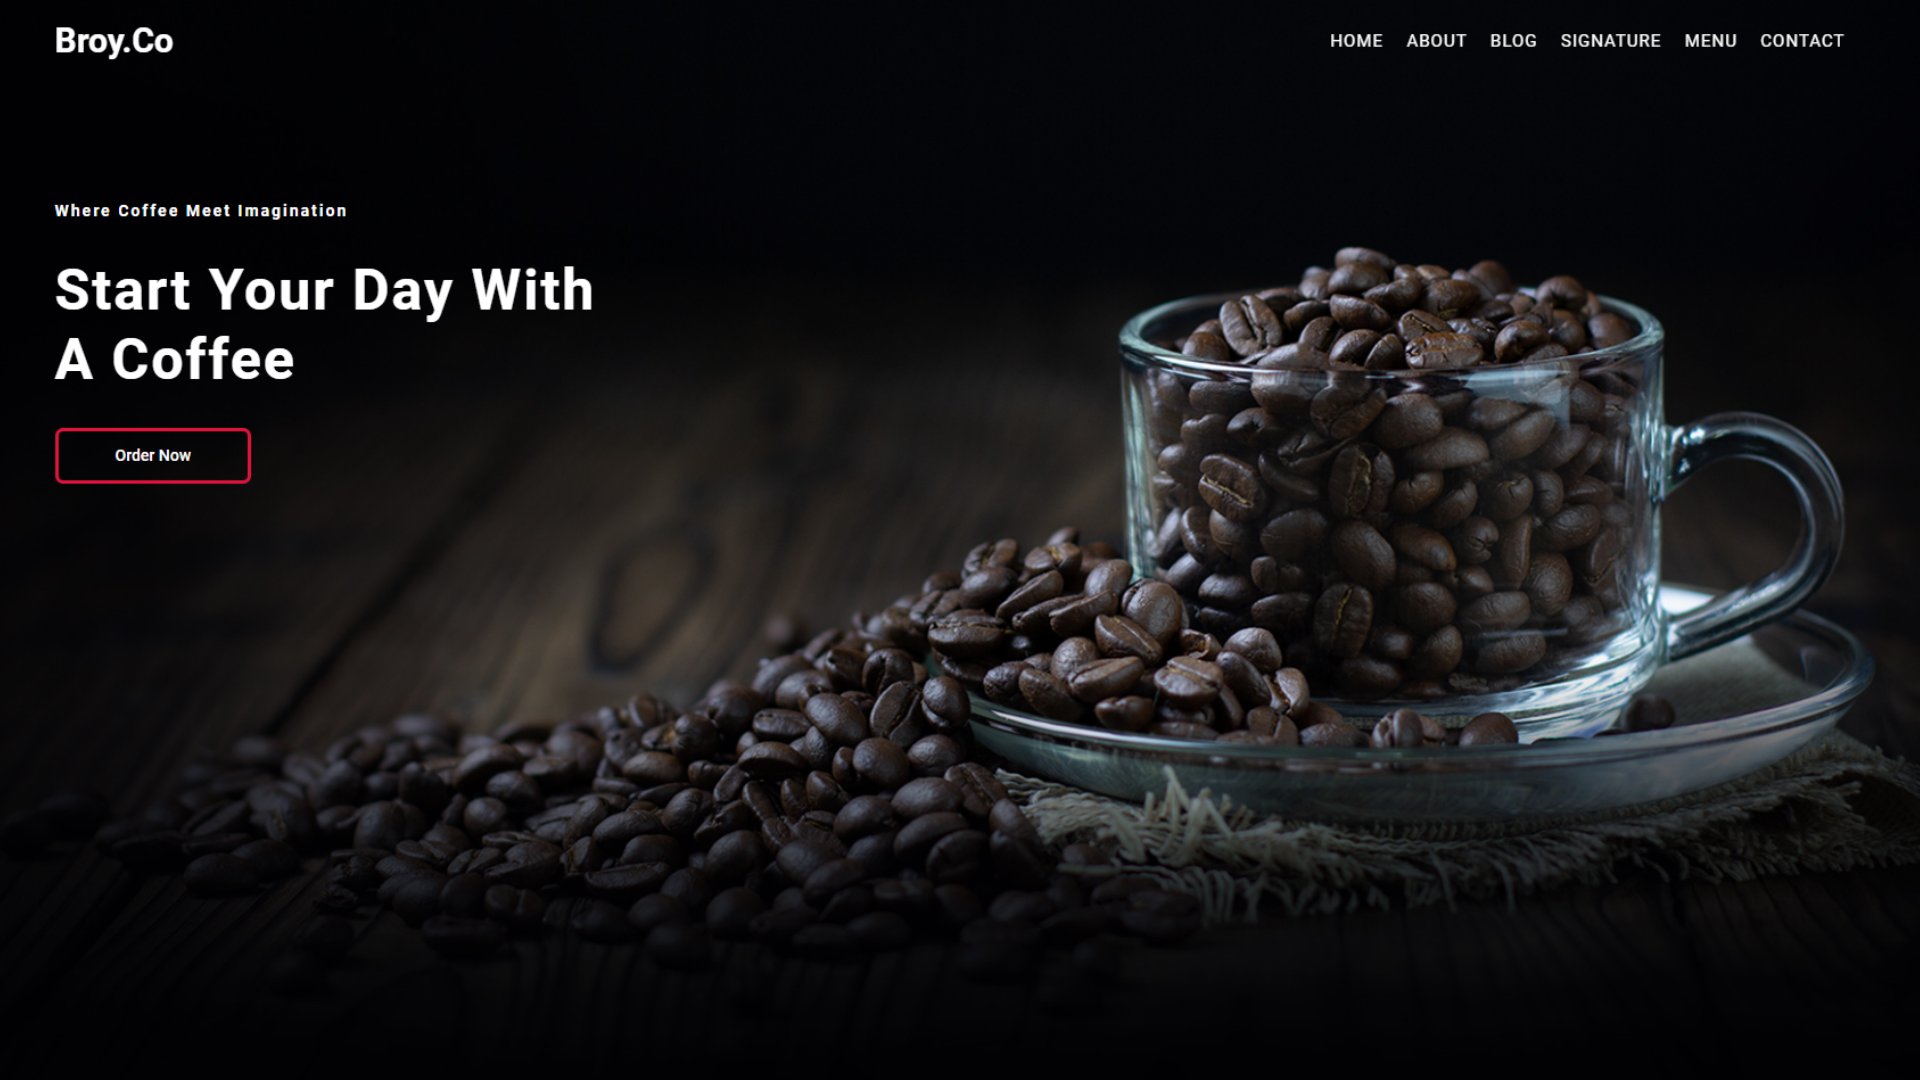 Broy.Co
HOME ABOUT BLOG SIGNATURE MENU CONTACT
Where Coffee Meet Imagination
Start Your Day With
A Coffee
Order Now